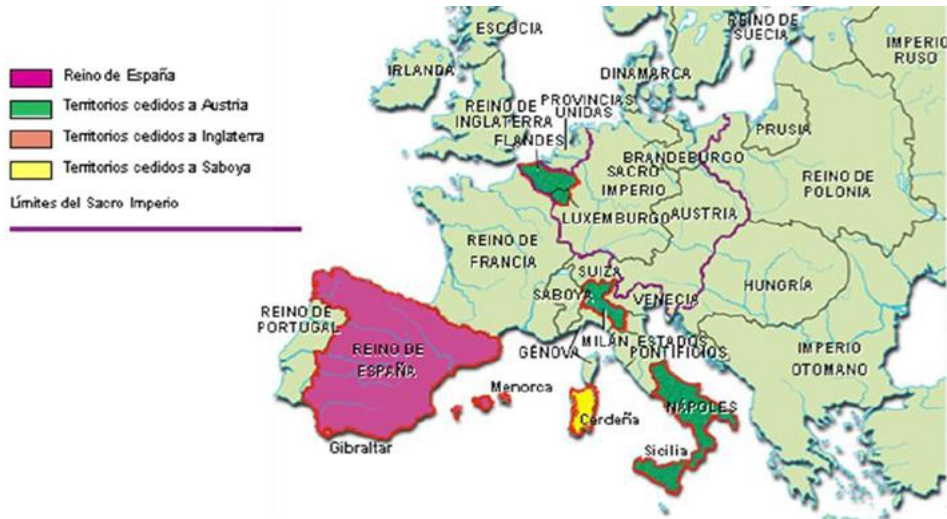 Reino de España
Territorios cedidos a Austria
Territorios cedidos a Inglaterra
Territorios cedidos a Saboya
Límites del Sacro Imperio
ESCOCIA
REINO DE
SUECIA
IMPERIO
RUSO
IRLANDA
DINAMARCA
REINO DE
INGLATERRA
PROVINCIAS
UNIDAS
FLANDES
PRUSIA
BRANDEBURGO
SACRO
IMPERIO
REINO DE
POLONIA
LUXEMBURGO
AUSTRIA
REINO DE
FRANCIA
SUIZA
HUNGRÍA
SABOYA
VENECIA
REINO DE
PORTUGAL
REINO DE
ESPAÑA
GÉNOVA
MILÁN
ESTADOS
PONTIFICIOS
IMPERIO
OTOMANO
Menorca
Cerdeña
NÁPOLES
Gibraltar
Sicilia